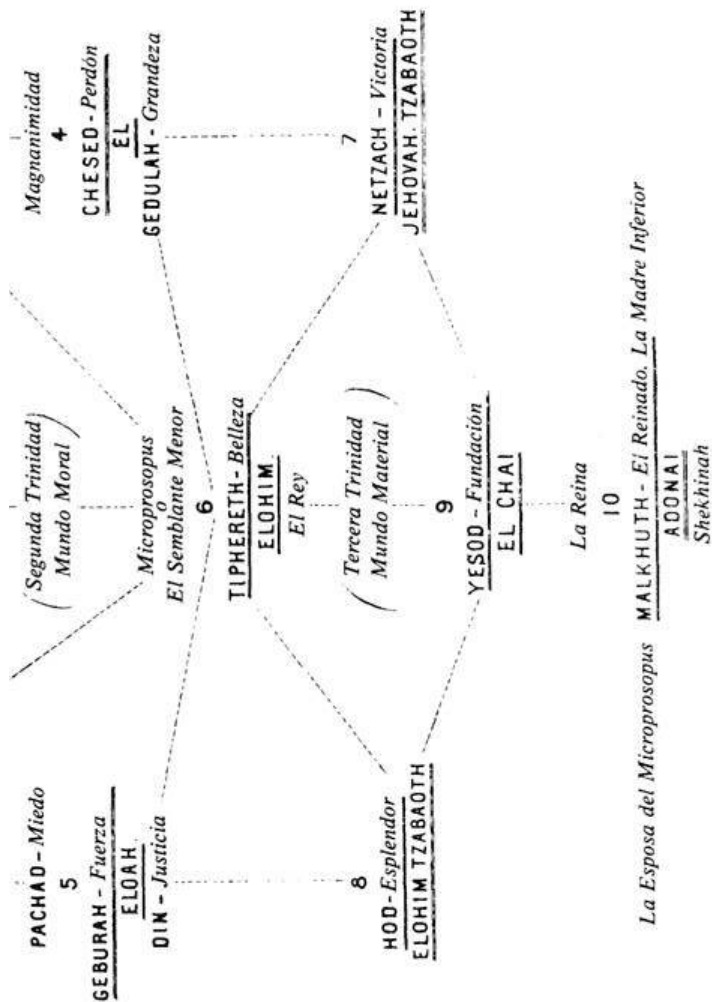 Magnanimidad
4
CHESED - Perdón
EL
GEDULAH - Grandeza
Segunda Trinidad
Mundo Moral
PACHAD - Miedo
5
GEBURAH - Fuerza
ELOAH
DIN - Justicia
Microprosopus
o
El Semblante Menor
6
TIPHERETH - Belleza
ELOHIM
El Rey
7
NETZACH - Victoria
JEHOVAH. TZABAOTH
Tercera Trinidad
Mundo Material
8
HOD - Esplendor
ELOHIM TZABAOTH
9
YESOD - Fundación
EL CHAI
La Reina
10
La Esposa del Microprosopus MALKHUTH - Ei Reinado. La Madre Inferior
ADONAI
Shekhinah